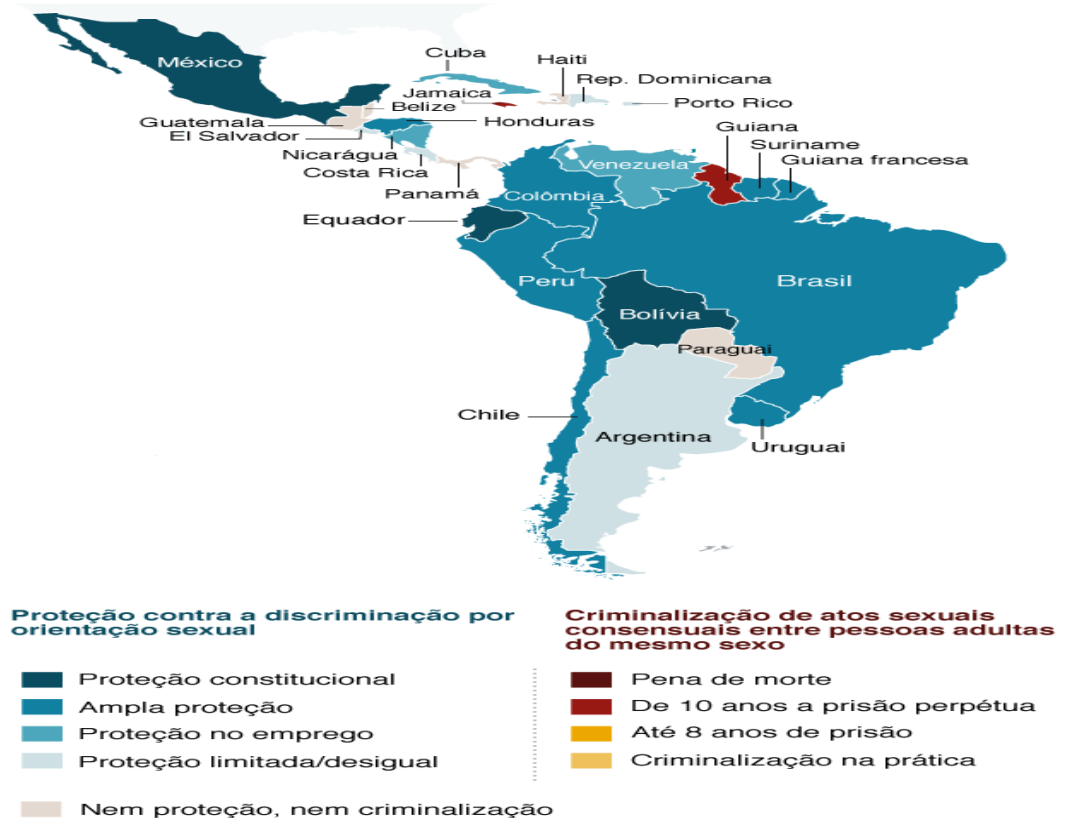 Cuba
Haiti
México
Rep. Dominicana
Jamaica
Belize
Porto Rico
Guatemala
Honduras
El Salvador
Guiana
Suriname
Nicarágua
Guiana francesa
Costa Rica
Venezuela
Panamá
Colômbia
Equador
Peru
Brasil
Bolívia
Paraguai
Chile
Argentina
Uruguai
Proteção contra a discriminação por
orientação sexual
Proteção constitucional
Ampla proteção
Proteção no emprego
Proteção limitada/desigual
Nem proteção, nem criminalização
Criminalização de atos sexuais
consensuais entre pessoas adultas
do mesmo sexo
Pena de morte
De 10 anos a prisão perpétua
Até 8 anos de prisão
Criminalização na prática